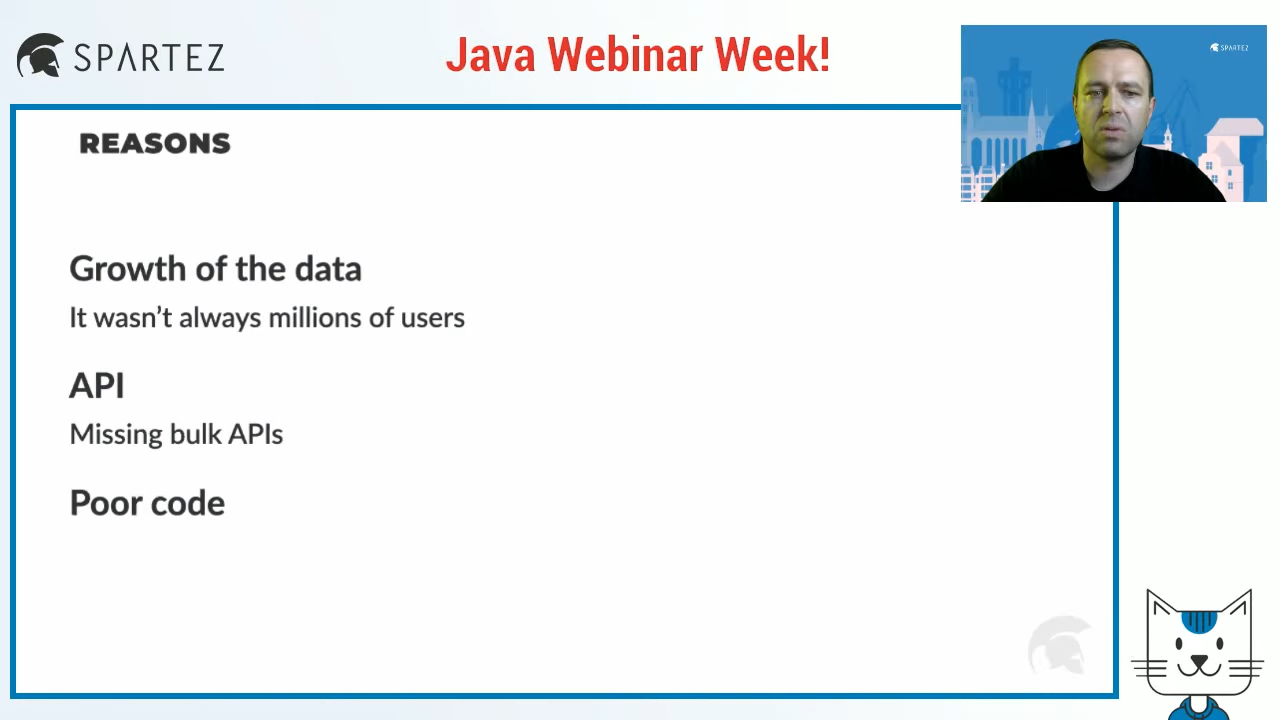 SPARTEZ
Java Webinar Week!
SPARTEZ
REASONS
Growth of the data
It wasn’t always millions of users
API
Missing bulk APIs
Poor code